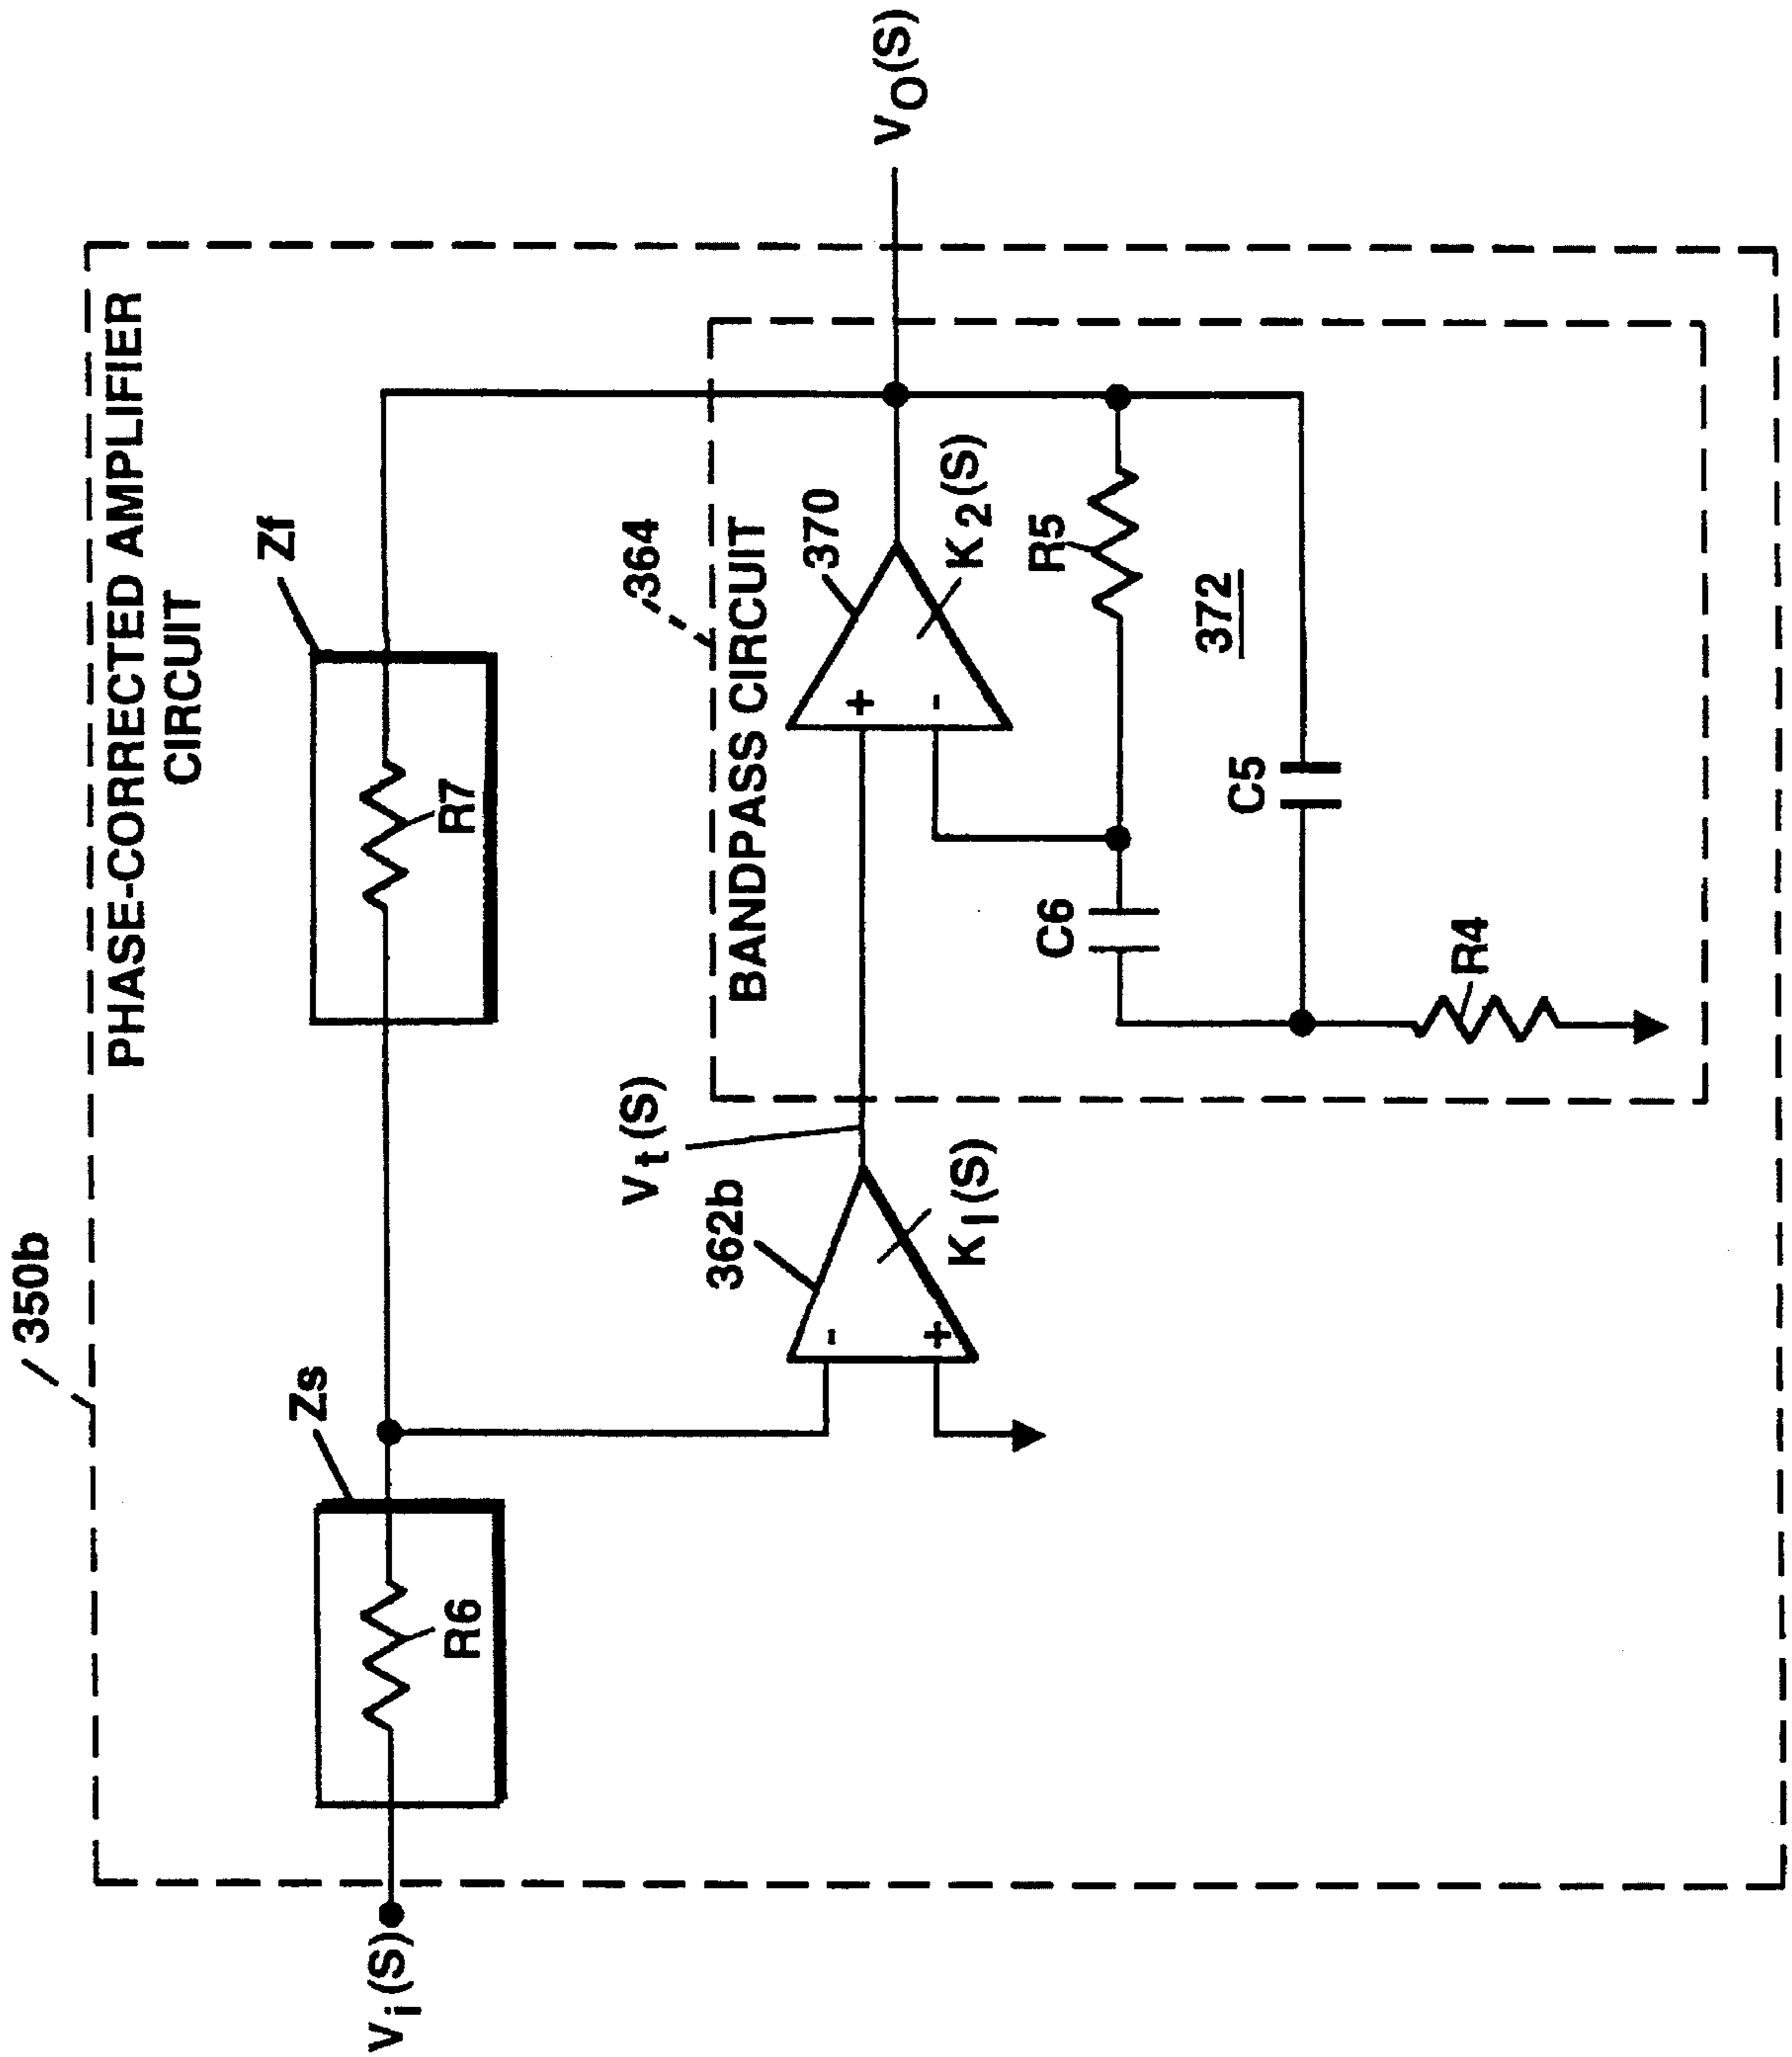 350b
PHASE-CORRECTED AMPLIFIER
CIRCUIT
Zs
Zf
R6
R7
Vi(S)
Vt(S)
364
BANDPASS CIRCUIT
362b
370
K1(S)
K2(S)
VO(S)
C6
R5
372
C5
R4
-
+
+
-